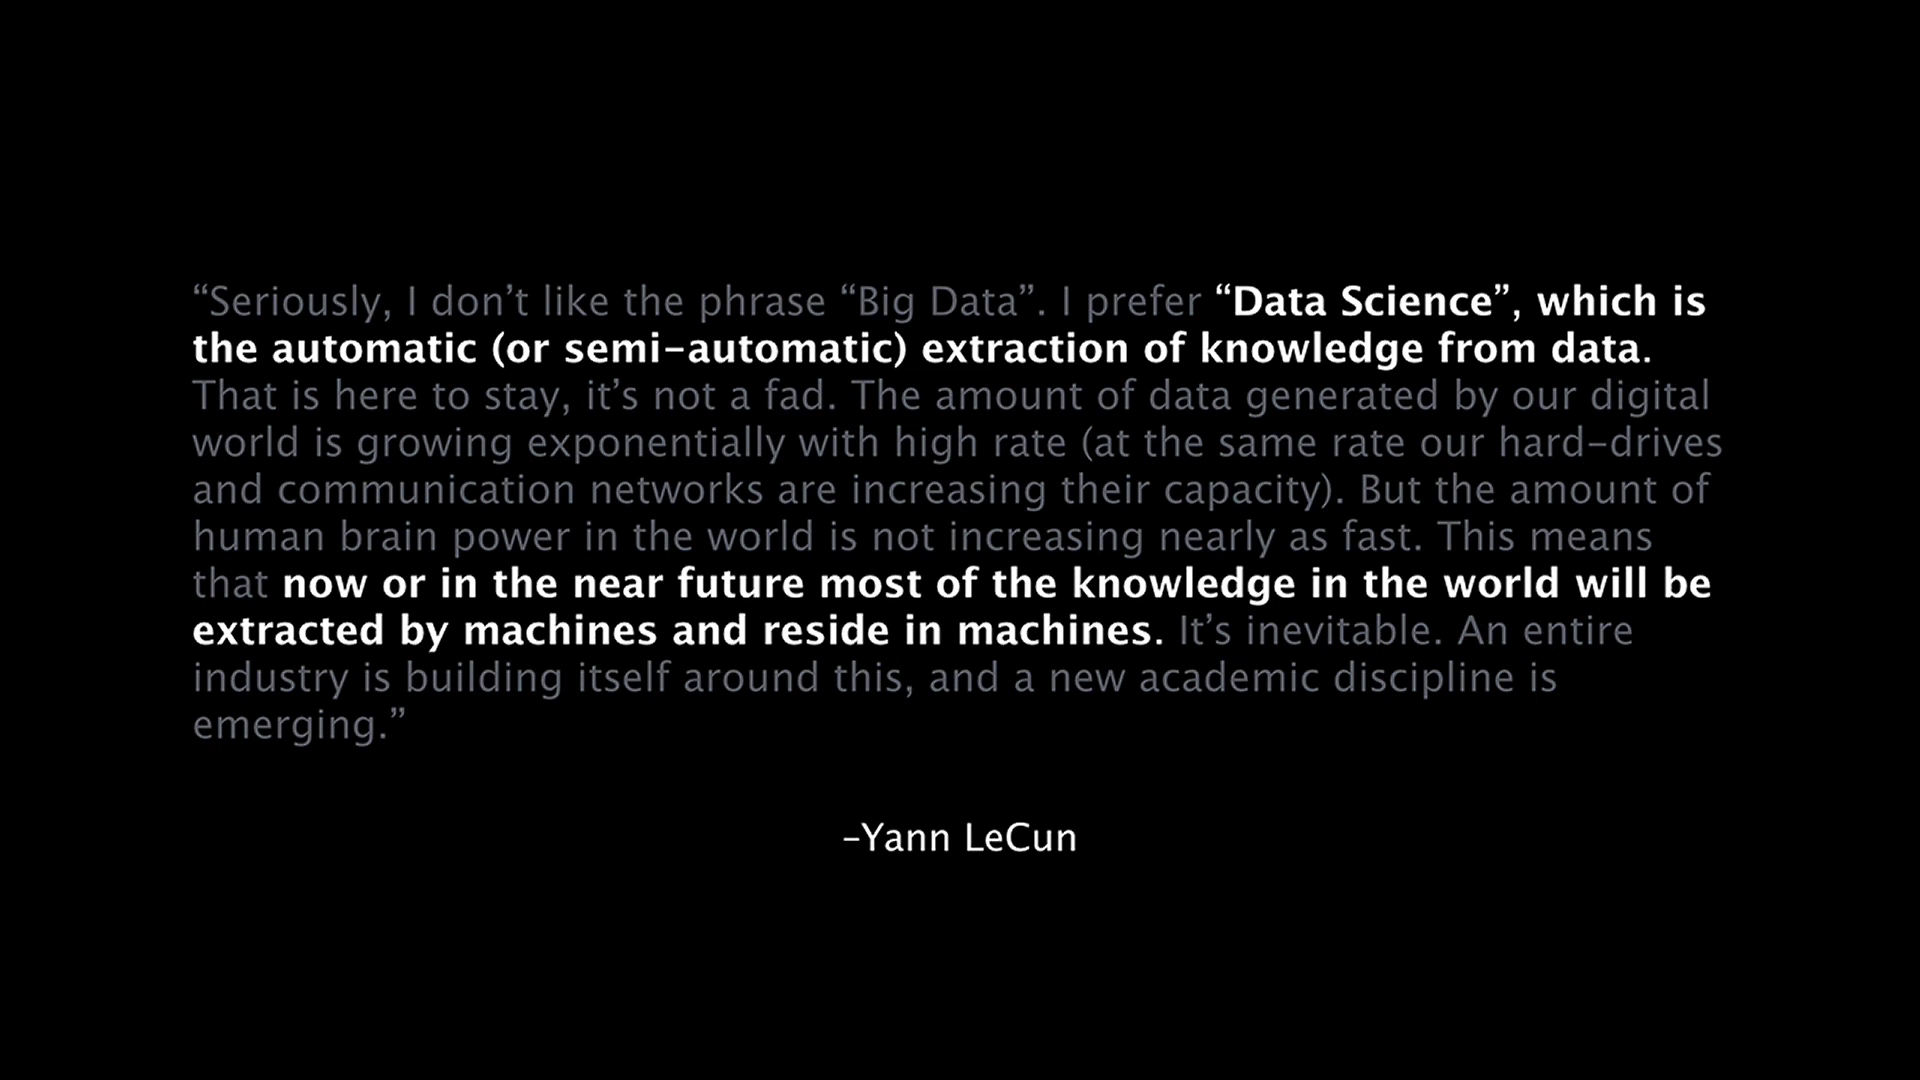 “Seriously, I don’t like the phrase “Big Data”. I prefer “Data Science”, which is
the automatic (or semi-automatic) extraction of knowledge from data.
That is here to stay, it’s not a fad. The amount of data generated by our digital
world is growing exponentially with high rate (at the same rate our hard-drives
and communication networks are increasing their capacity). But the amount of
human brain power in the world is not increasing nearly as fast. This means
that now or in the near future most of the knowledge in the world will be
extracted by machines and reside in machines. It’s inevitable. An entire
industry is building itself around this, and a new academic discipline is
emerging.”
–Yann LeCun